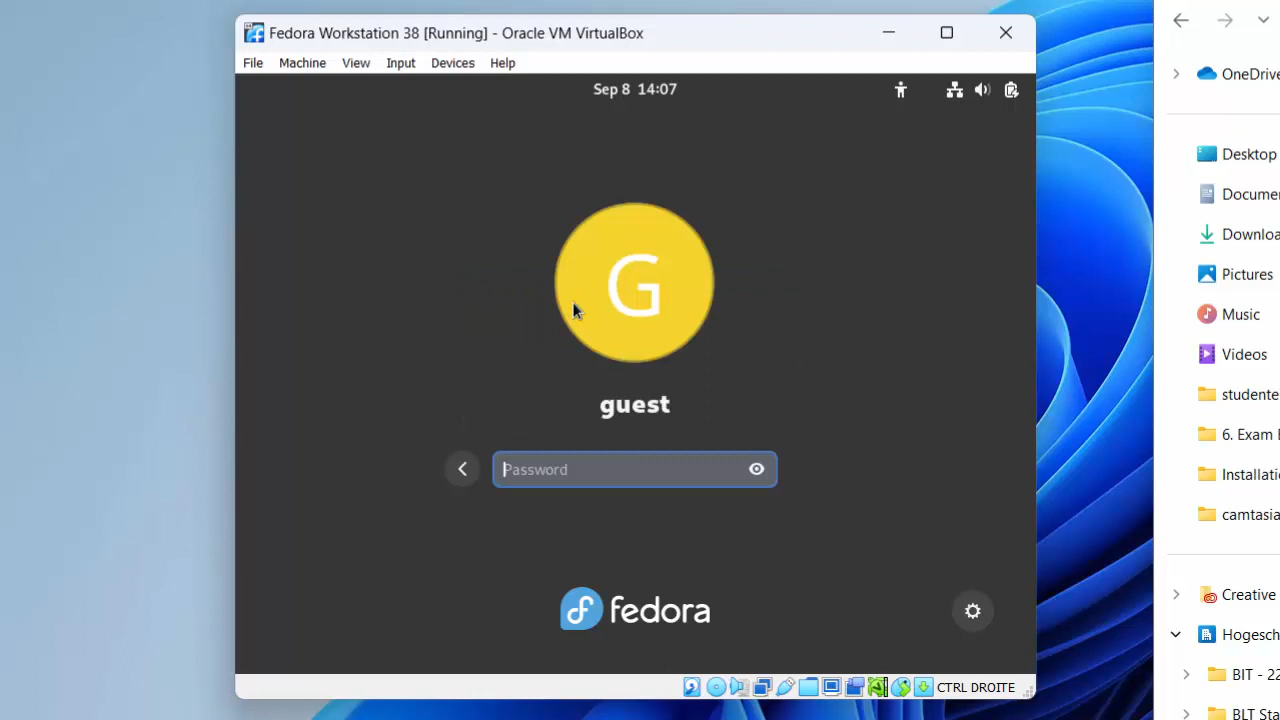 Fedora Workstation 38 [Running] - Oracle VM VirtualBox
File Machine View Input Devices Help
Sep 8 14:07
G
guest
Password
fedora
CTRL DROITE
OneDrive
Desktop
Docume
Downloa
Pictures
Music
Videos
studente
6. Exam
Installati
camtasia
Creative
Hogesch
BIT - 22
BLT Sta